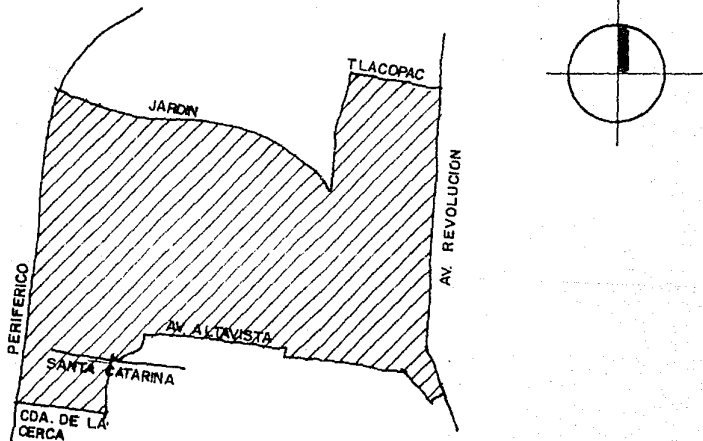 TLACOPAC
JARDIN
AV. REVOLUCION
PERIFERICO
AV. ALTAVISTA
SANTA CATARINA
CDA. DE LA
CERCA